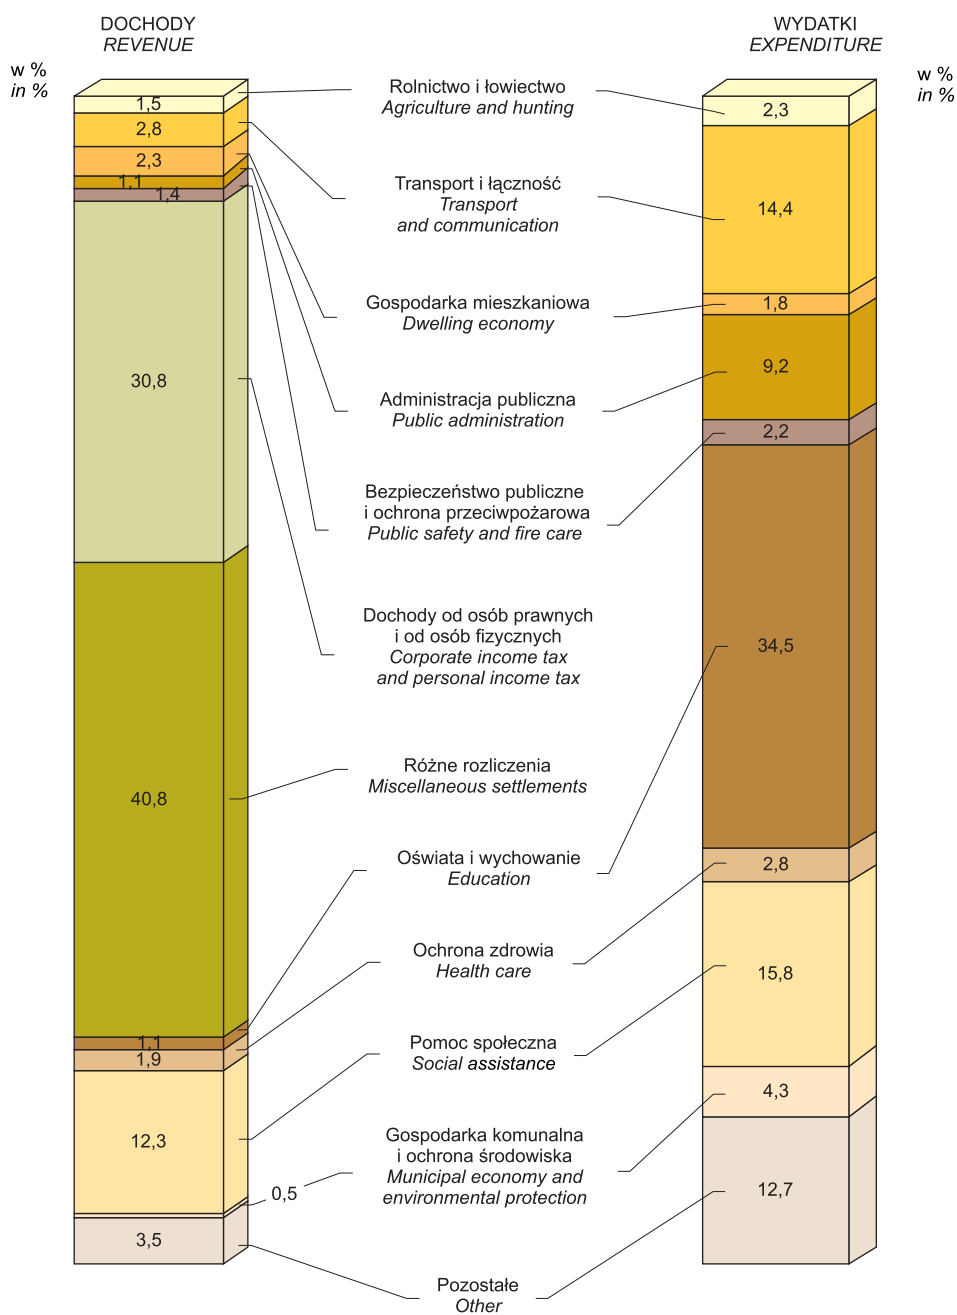 DOCHODY
REVENUE
WYDATKI
EXPENDITURE
w %
in %
w %
in %
1,5
2,8
2,3
1,1
1,4
30,8
40,8
1,1
1,9
12,3
0,5
3,5
Rolnictwo i łowiectwo
Agriculture and hunting
Transport i łączność
Transport
and communication
Gospodarka mieszkaniowa
Dwelling economy
Administracja publiczna
Public administration
Bezpieczeństwo publiczne
i ochrona przeciwpożarowa
Public safety and fire care
Dochody od osób prawnych
i od osób fizycznych
Corporate income tax
and personal income tax
Różne rozliczenia
Miscellaneous settlements
Oświata i wychowanie
Education
Ochrona zdrowia
Health care
Pomoc społeczna
Social assistance
Gospodarka komunalna
i ochrona środowiska
Municipal economy and
environmental protection
Pozostałe
Other
2,3
14,4
1,8
9,2
2,2
34,5
2,8
15,8
4,3
12,7